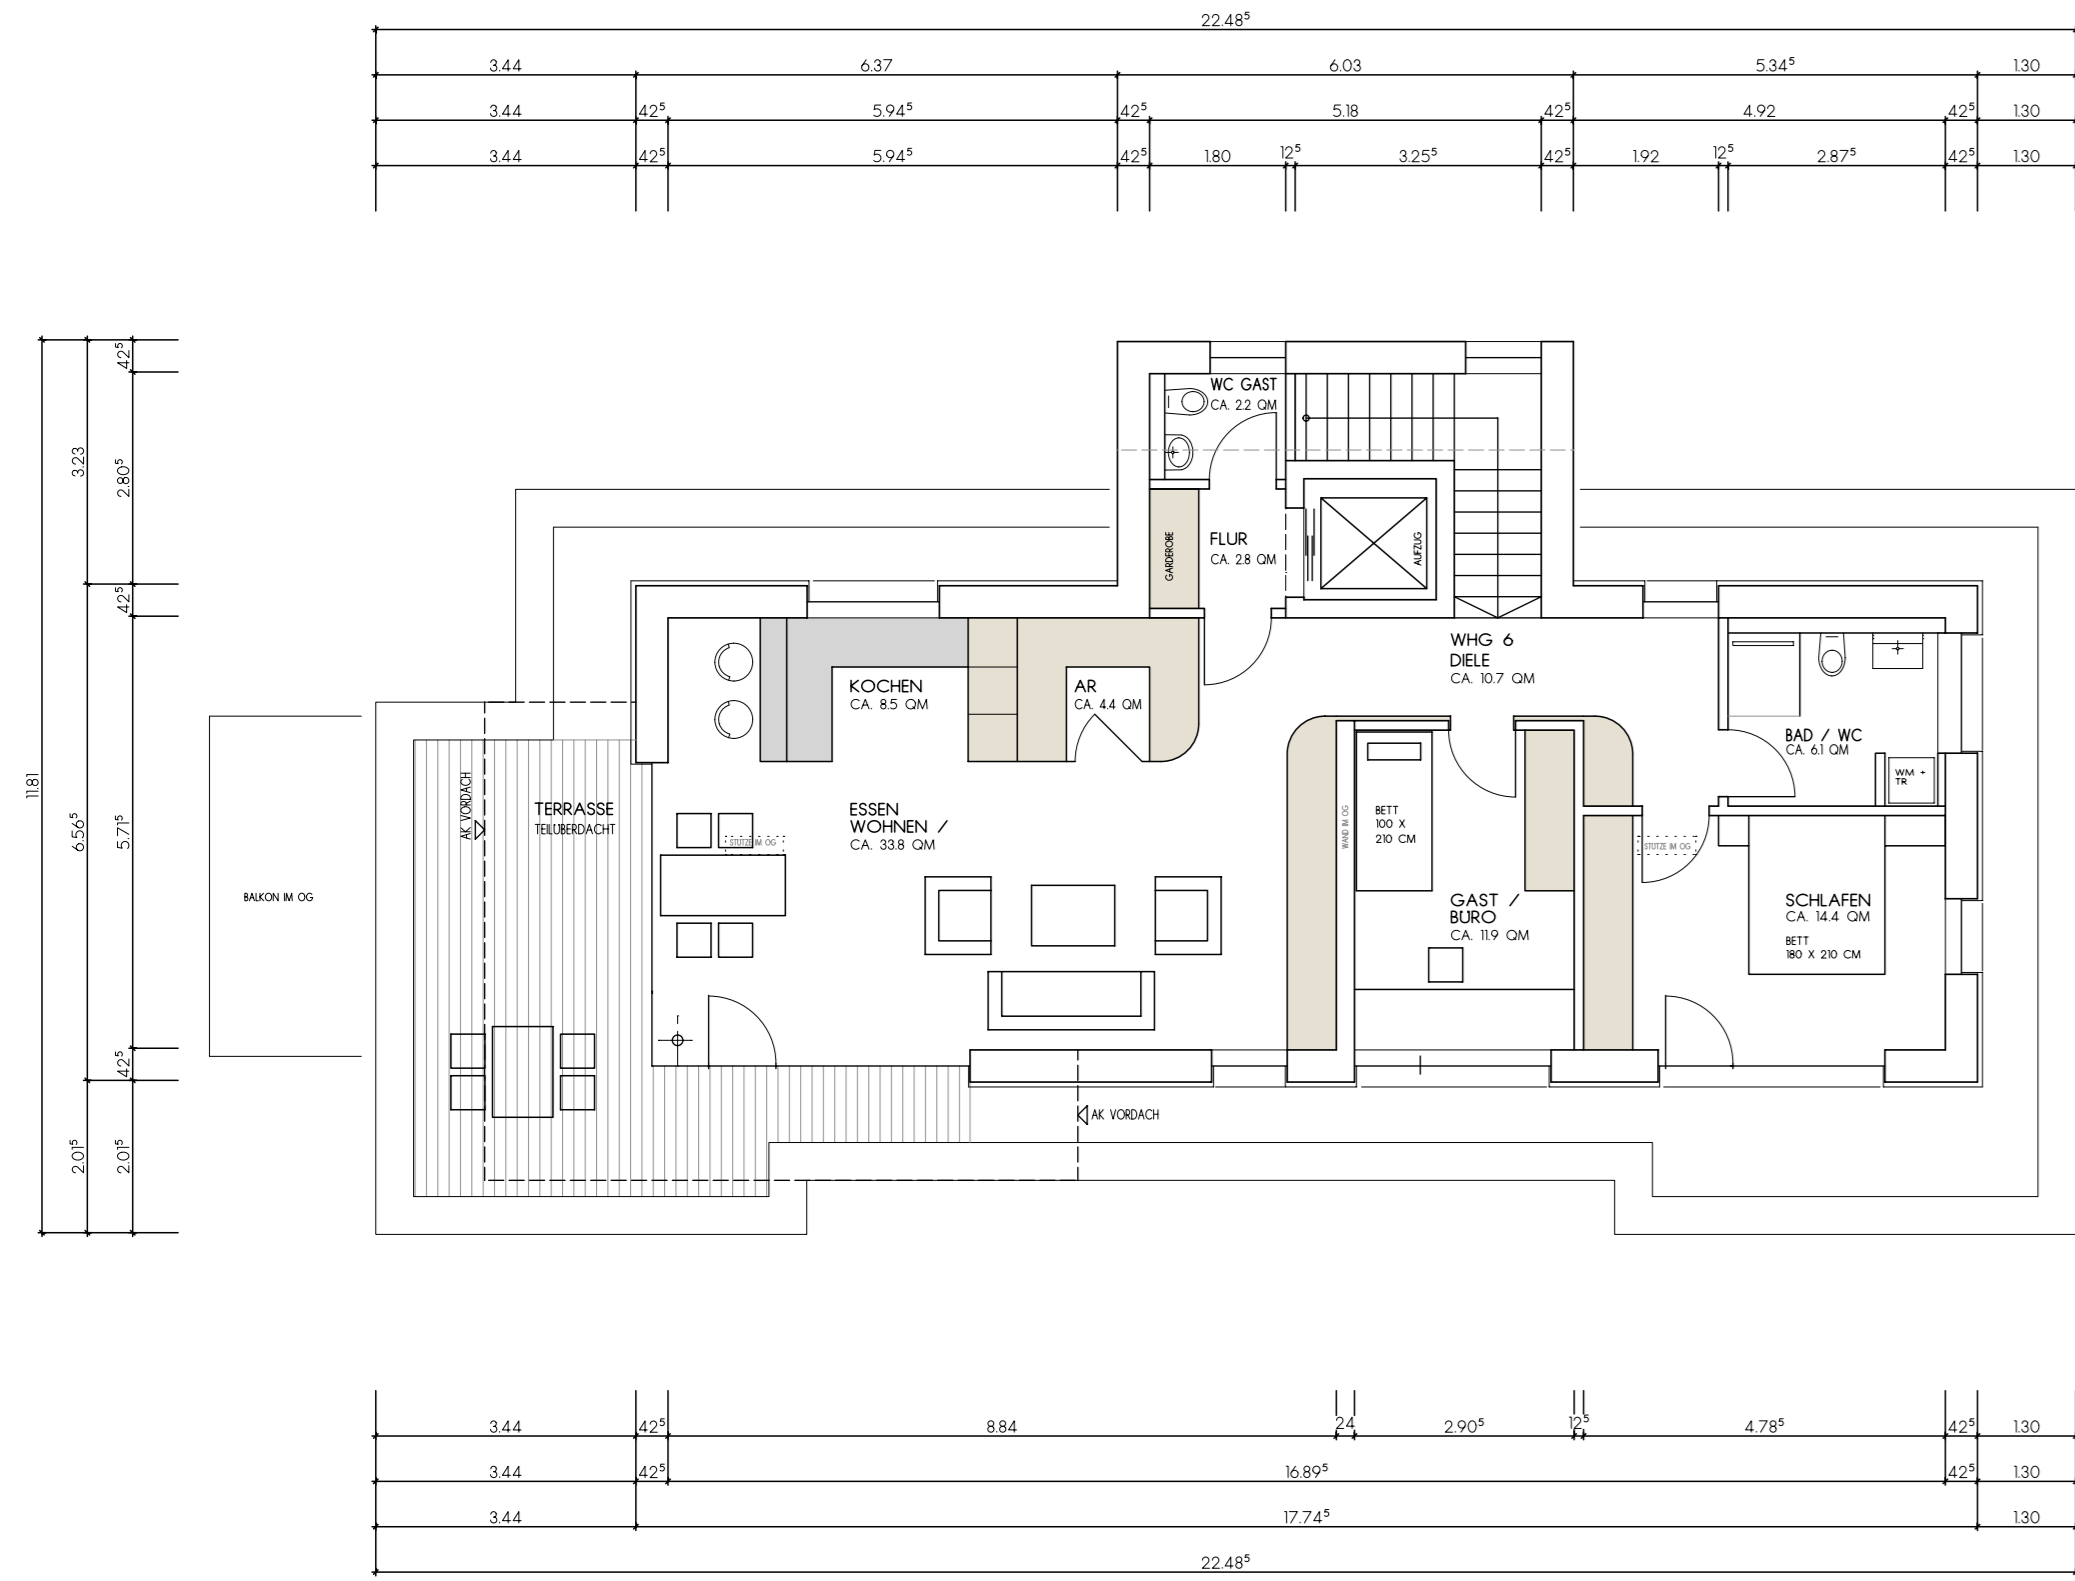 22.48⁵
3.44 6.37 6.03 5.34⁵ 1.30
3.44 42⁵ 5.94⁵ 42⁵ 5.18 42⁵ 4.92 42⁵ 1.30
3.44 42⁵ 5.94⁵ 42⁵ 1.80 12⁵ 3.25⁵ 42⁵ 1.92 12⁵ 2.87⁵ 42⁵ 1.30
11.81
3.23
6.56⁵
2.01⁵
42⁵
2.80⁵
42⁵
5.71⁵
42⁵
2.01⁵
WC GAST
CA. 2.2 QM
GARDEROBE
FLUR
CA. 2.8 QM
AUFZUG
WHG 6
DIELE
CA. 10.7 QM
KOCHEN
CA. 8.5 QM
AR
CA. 4.4 QM
BAD / WC
CA. 6.1 QM
WM +
TR
AK VORDACH
TERRASSE
TEILÜBERDACHT
ESSEN
WOHNEN /
CA. 33.8 QM
STÜTZE IM OG
WAND IM OG
BETT
100 X
210 CM
STÜTZE IM OG
BALKON IM OG
GAST /
BÜRO
CA. 11.9 QM
SCHLAFEN
CA. 14.4 QM
BETT
180 X 210 CM
AK VORDACH
3.44 42⁵ 8.84 24 2.90⁵ 12⁵ 4.78⁵ 42⁵ 1.30
3.44 42⁵ 16.89⁵ 42⁵ 1.30
3.44 17.74⁵ 1.30
22.48⁵